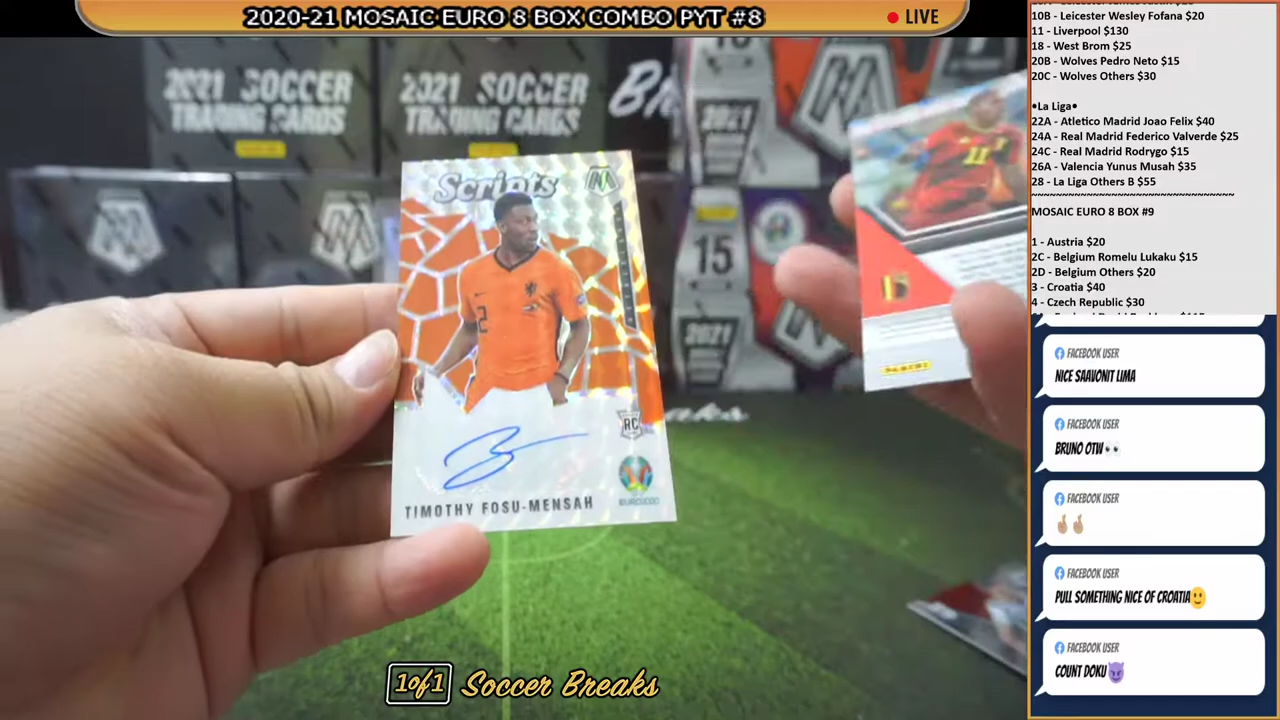 2020-21 MOSAIC EURO 8 BOX COMBO PYT #8
LIVE
2021 SOCCER
TRADING CARDS
2021 SOCCER
TRADING CARDS
2021
15
2021
Scripts
2
RC
EURO2020
TIMOTHY FOSU-MENSAH
11
1of1 Soccer Breaks
10B - Leicester Wesley Fofana $20
11 - Liverpool $130
18 - West Brom $25
20B - Wolves Pedro Neto $15
20C - Wolves Others $30
•La Liga•
22A - Atletico Madrid Joao Felix $40
24A - Real Madrid Federico Valverde $25
24C - Real Madrid Rodrygo $15
26A - Valencia Yunus Musah $35
28 - La Liga Others B $55
~~~~~~~~~~~~~~~~~~~~~~~~~~~~~
MOSAIC EURO 8 BOX #9
1 - Austria $20
2C - Belgium Romelu Lukaku $15
2D - Belgium Others $20
3 - Croatia $40
4 - Czech Republic $30
FACEBOOK USER
NICE SAAVONIT LIMA
FACEBOOK USER
BRUNO OTW👀
FACEBOOK USER
🤞🏽🤞🏽
FACEBOOK USER
PULL SOMETHING NICE OF CROATIA🙂
FACEBOOK USER
COUNT DOKU😈